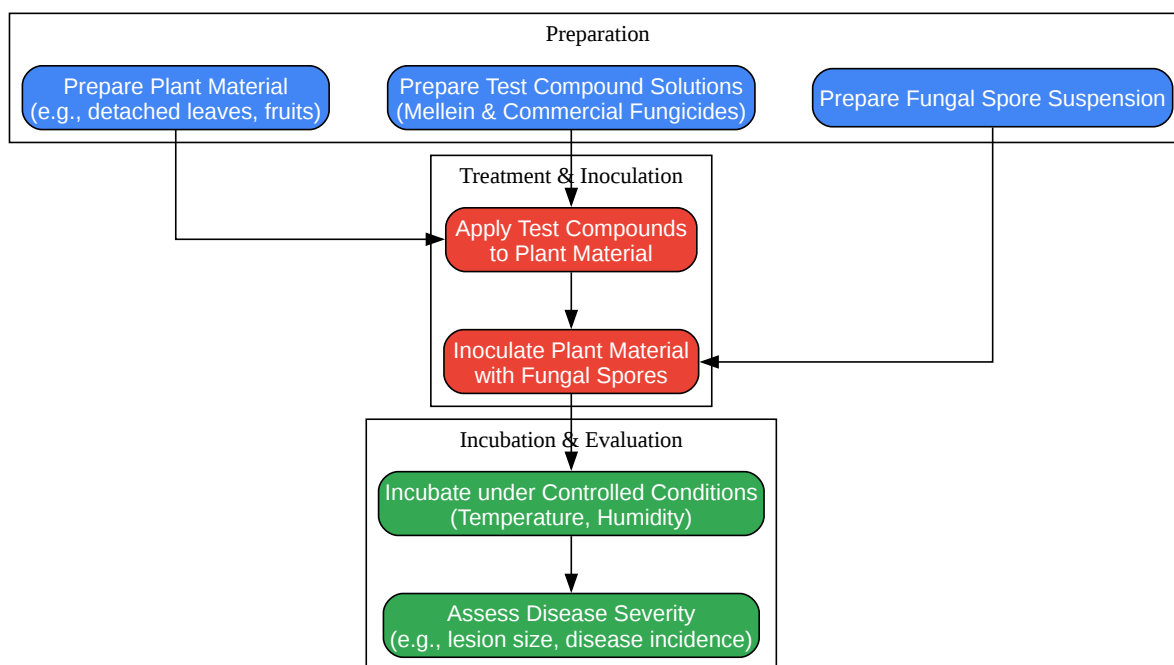 Preparation
Prepare Plant Material
(e.g., detached leaves, fruits)
Prepare Test Compound Solutions
(Mellein & Commercial Fungicides)
Prepare Fungal Spore Suspension
Treatment & Inoculation
Apply Test Compounds
to Plant Material
Inoculate Plant Material
with Fungal Spores
Incubation & Evaluation
Incubate under Controlled Conditions
(Temperature, Humidity)
Assess Disease Severity
(e.g., lesion size, disease incidence)